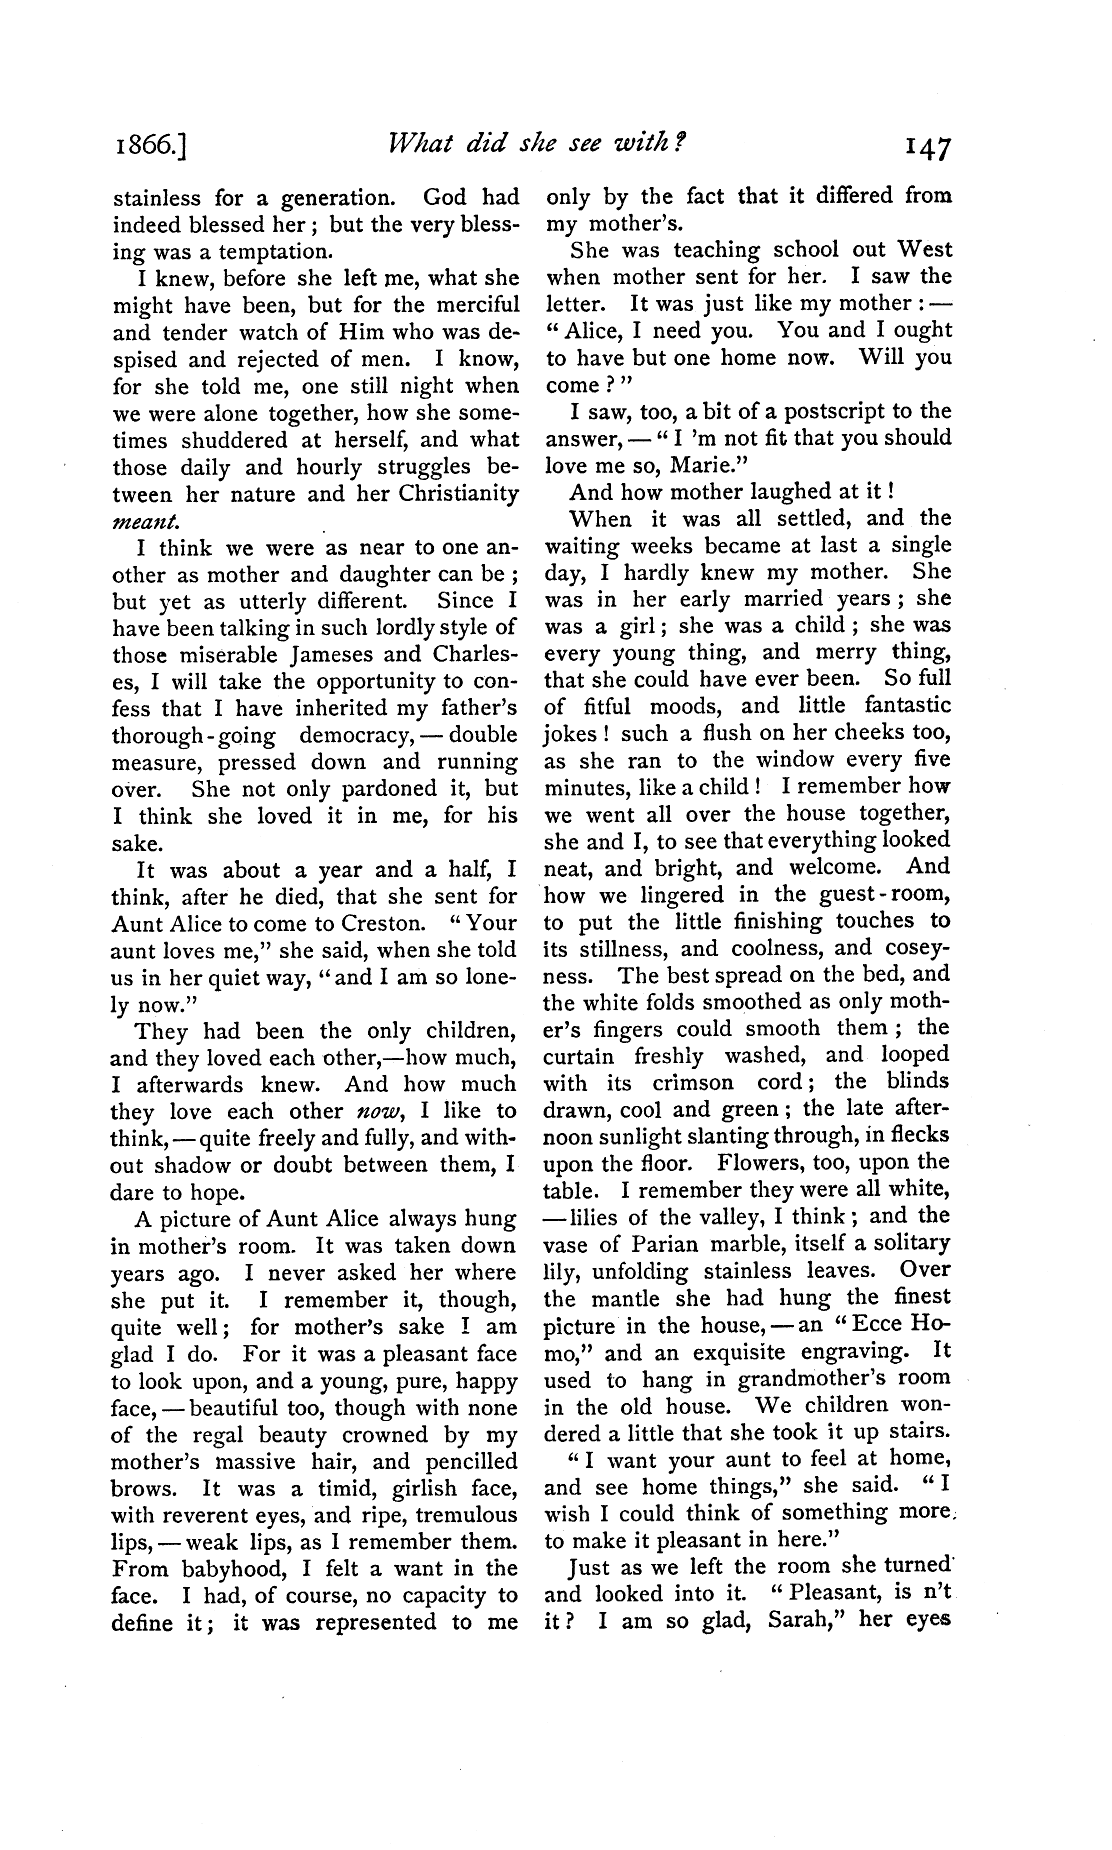 1866.] What did she see with? 147
stainless for a generation. God had
indeed blessed her; but the very bless-
ing was a temptation.
I knew, before she left me, what she
might have been, but for the merciful
and tender watch of Him who was de-
spised and rejected of men. I know,
for she told me, one still night when
we were alone together, how she some-
times shuddered at herself, and what
those daily and hourly struggles be-
tween her nature and her Christianity
meant.
I think we were as near to one an-
other as mother and daughter can be;
but yet as utterly different. Since I
have been talking in such lordly style of
those miserable Jameses and Charles-
es, I will take the opportunity to con-
fess that I have inherited my father's
thorough-going democracy,—double
measure, pressed down and running
over. She not only pardoned it, but
I think she loved it in me, for his
sake.
It was about a year and a half, I
think, after he died, that she sent for
Aunt Alice to come to Creston. "Your
aunt loves me," she said, when she told
us in her quiet way, "and I am so lone-
ly now."
They had been the only children,
and they loved each other,—how much,
I afterwards knew. And how much
they love each other now, I like to
think,—quite freely and fully, and with-
out shadow or doubt between them, I
dare to hope.
A picture of Aunt Alice always hung
in mother's room. It was taken down
years ago. I never asked her where
she put it. I remember it, though,
quite well; for mother's sake I am
glad I do. For it was a pleasant face
to look upon, and a young, pure, happy
face,—beautiful too, though with none
of the regal beauty crowned by my
mother's massive hair, and pencilled
brows. It was a timid, girlish face,
with reverent eyes, and ripe, tremulous
lips,—weak lips, as I remember them.
From babyhood, I felt a want in the
face. I had, of course, no capacity to
define it; it was represented to me
only by the fact that it differed from
my mother's.
She was teaching school out West
when mother sent for her. I saw the
letter. It was just like my mother:—
"Alice, I need you. You and I ought
to have but one home now. Will you
come?"
I saw, too, a bit of a postscript to the
answer,—"I 'm not fit that you should
love me so, Marie."
And how mother laughed at it!
When it was all settled, and the
waiting weeks became at last a single
day, I hardly knew my mother. She
was in her early married years; she
was a girl; she was a child; she was
every young thing, and merry thing,
that she could have ever been. So full
of fitful moods, and little fantastic
jokes! such a flush on her cheeks too,
as she ran to the window every five
minutes, like a child! I remember how
we went all over the house together,
she and I, to see that everything looked
neat, and bright, and welcome. And
how we lingered in the guest-room,
to put the little finishing touches to
its stillness, and coolness, and cosey-
ness. The best spread on the bed, and
the white folds smoothed as only moth-
er's fingers could smooth them; the
curtain freshly washed, and looped
with its crimson cord; the blinds
drawn, cool and green; the late after-
noon sunlight slanting through, in flecks
upon the floor. Flowers, too, upon the
table. I remember they were all white,
—lilies of the valley, I think; and the
vase of Parian marble, itself a solitary
lily, unfolding stainless leaves. Over
the mantle she had hung the finest
picture in the house,—an "Ecce Ho-
mo," and an exquisite engraving. It
used to hang in grandmother's room
in the old house. We children won-
dered a little that she took it up stairs.
"I want your aunt to feel at home,
and see home things," she said. "I
wish I could think of something more
to make it pleasant in here."
Just as we left the room she turned
and looked into it. "Pleasant, is n't
it? I am so glad, Sarah," her eyes